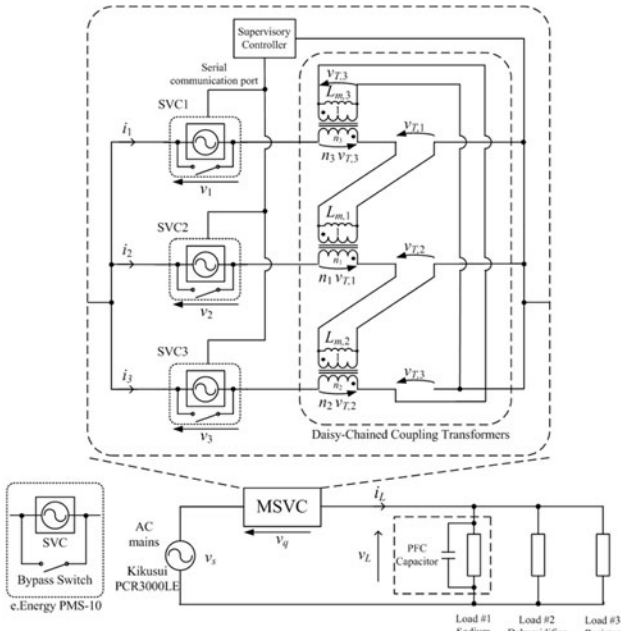 Supervisory
Controller
Serial
communication port
SVC1
i1
v1
vT,3
Lm,3
n3
n3 vT,3
vT,1
SVC2
i2
v2
Lm,1
n1
n1 vT,1
vT,2
SVC3
i3
v3
Lm,2
n2
n2 vT,2
vT,3
Daisy-Chained Coupling Transformers
SVC
Bypass Switch
e.Energy PMS-10
AC
mains
Kikusui
PCR3000LE
vs
MSVC
vq
iL
vL
PFC
Capacitor
Load #1
Load #2
Load #3